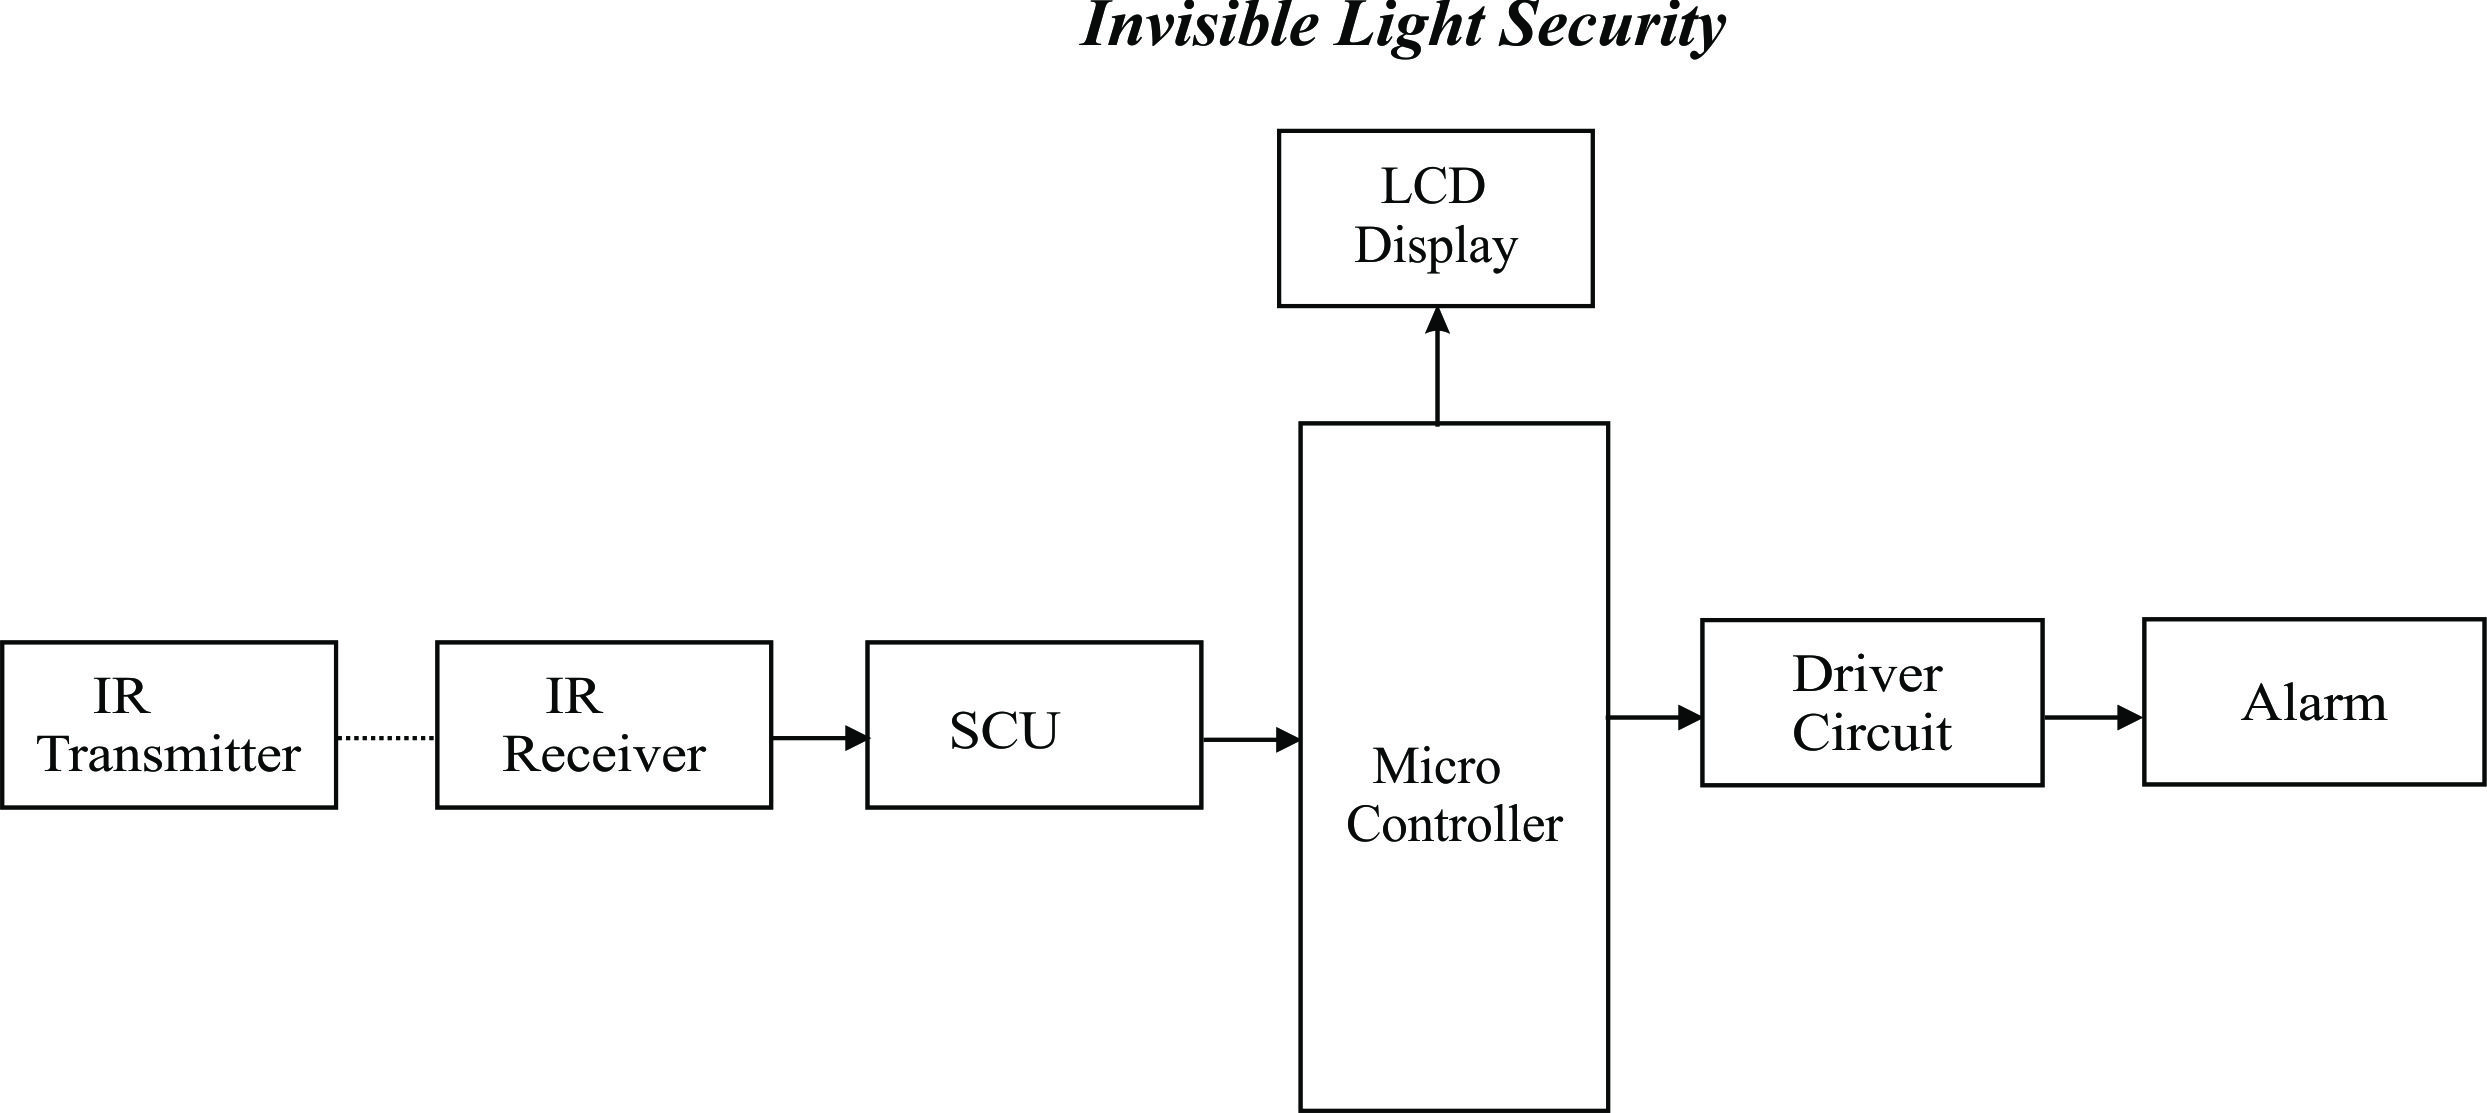 Invisible Light Security
LCD
Display
IR
Transmitter
IR
Receiver
SCU
Micro
Controller
Driver
Circuit
Alarm